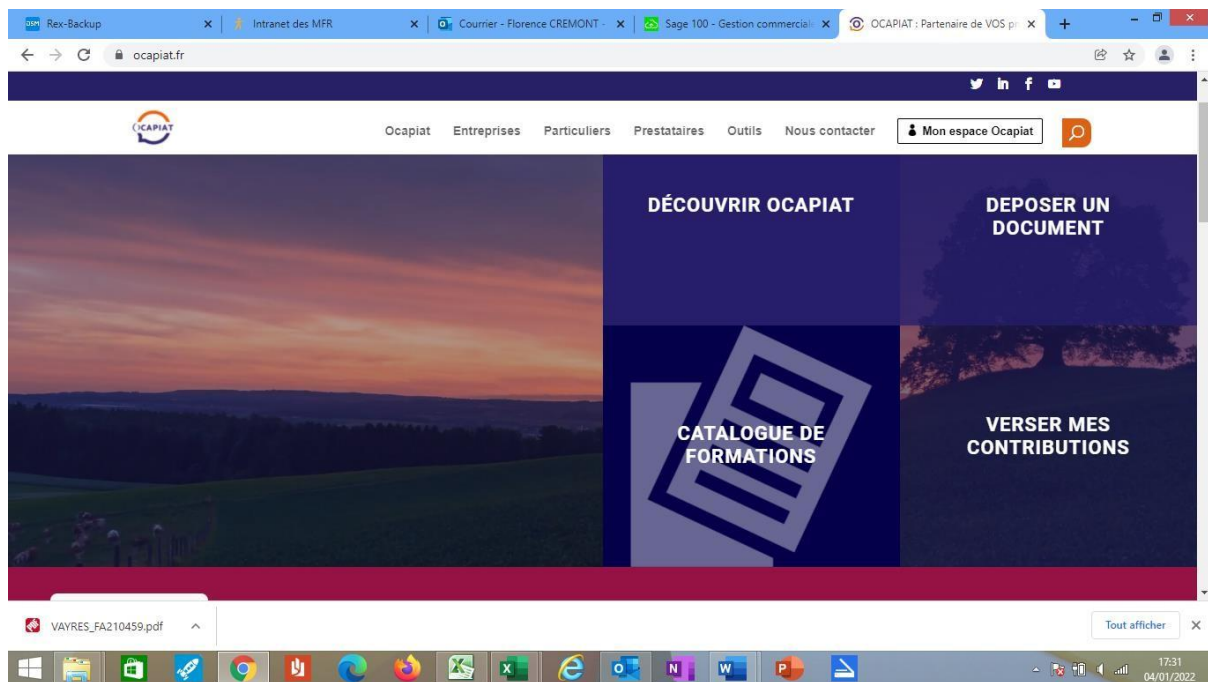 Rex-Backup
Intranet des MFR
Courrier - Florence CREMONT -
Sage 100 - Gestion commercial
OCAPIAT : Partenaire de VOS pr
ocapiat.fr
OCAPIAT
Ocapiat Entreprises Particuliers Prestataires Outils Nous contacter Mon espace Ocapiat
DÉCOUVRIR OCAPIAT
DEPOSER UN
DOCUMENT
CATALOGUE DE
FORMATIONS
VERSER MES
CONTRIBUTIONS
VAYRES_FA210459.pdf
Tout afficher
17:31
04/01/2022